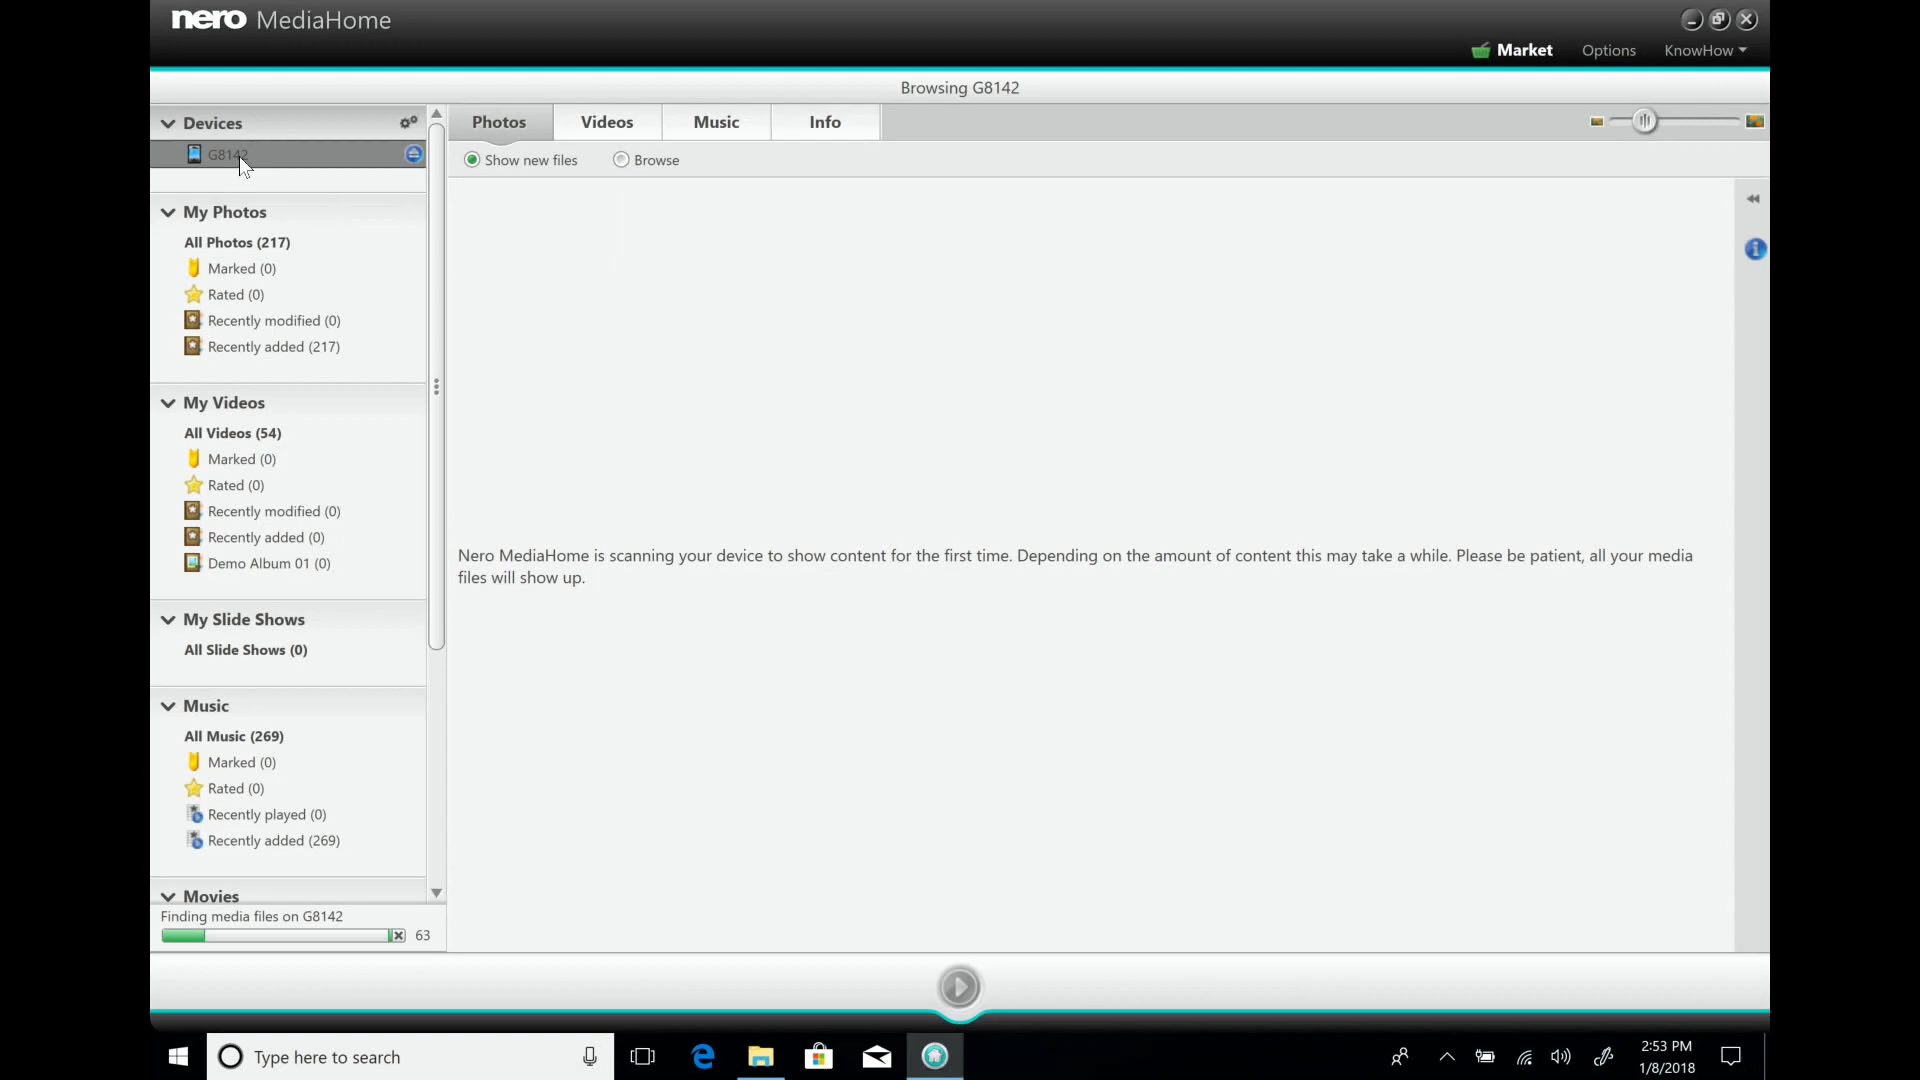 nero MediaHome
Market Options KnowHow
Browsing G8142
Devices
G8142
Photos Videos Music Info
Show new files Browse
My Photos
All Photos (217)
Marked (0)
Rated (0)
Recently modified (0)
Recently added (217)
My Videos
All Videos (54)
Marked (0)
Rated (0)
Recently modified (0)
Recently added (0)
Demo Album 01 (0)
My Slide Shows
All Slide Shows (0)
Music
All Music (269)
Marked (0)
Rated (0)
Recently played (0)
Recently added (269)
Movies
Finding media files on G8142
63
Nero MediaHome is scanning your device to show content for the first time. Depending on the amount of content this may take a while. Please be patient, all your media
files will show up.
Type here to search
2:53 PM
1/8/2018